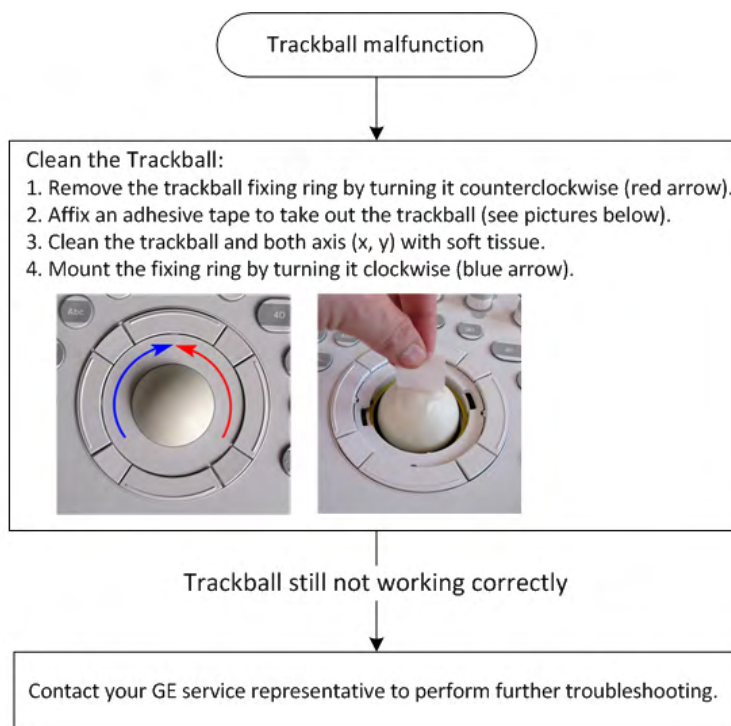 Trackball malfunction
Clean the Trackball:
1. Remove the trackball fixing ring by turning it counterclockwise (red arrow).
2. Affix an adhesive tape to take out the trackball (see pictures below).
3. Clean the trackball and both axis (x, y) with soft tissue.
4. Mount the fixing ring by turning it clockwise (blue arrow).
Abc
4D
Trackball still not working correctly
Contact your GE service representative to perform further troubleshooting.